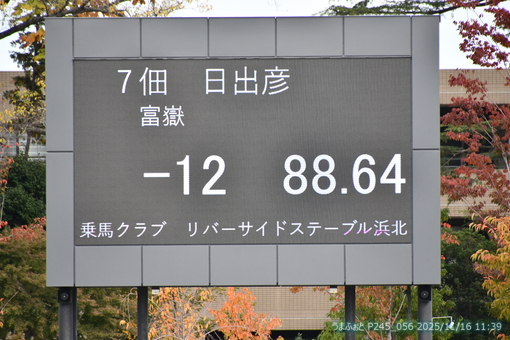 7 佃 日出彦
富嶽
-12 88.64
乗馬クラブ リバーサイドステーブル浜北
うまふぉと P245_056 2025/11/16 11:39